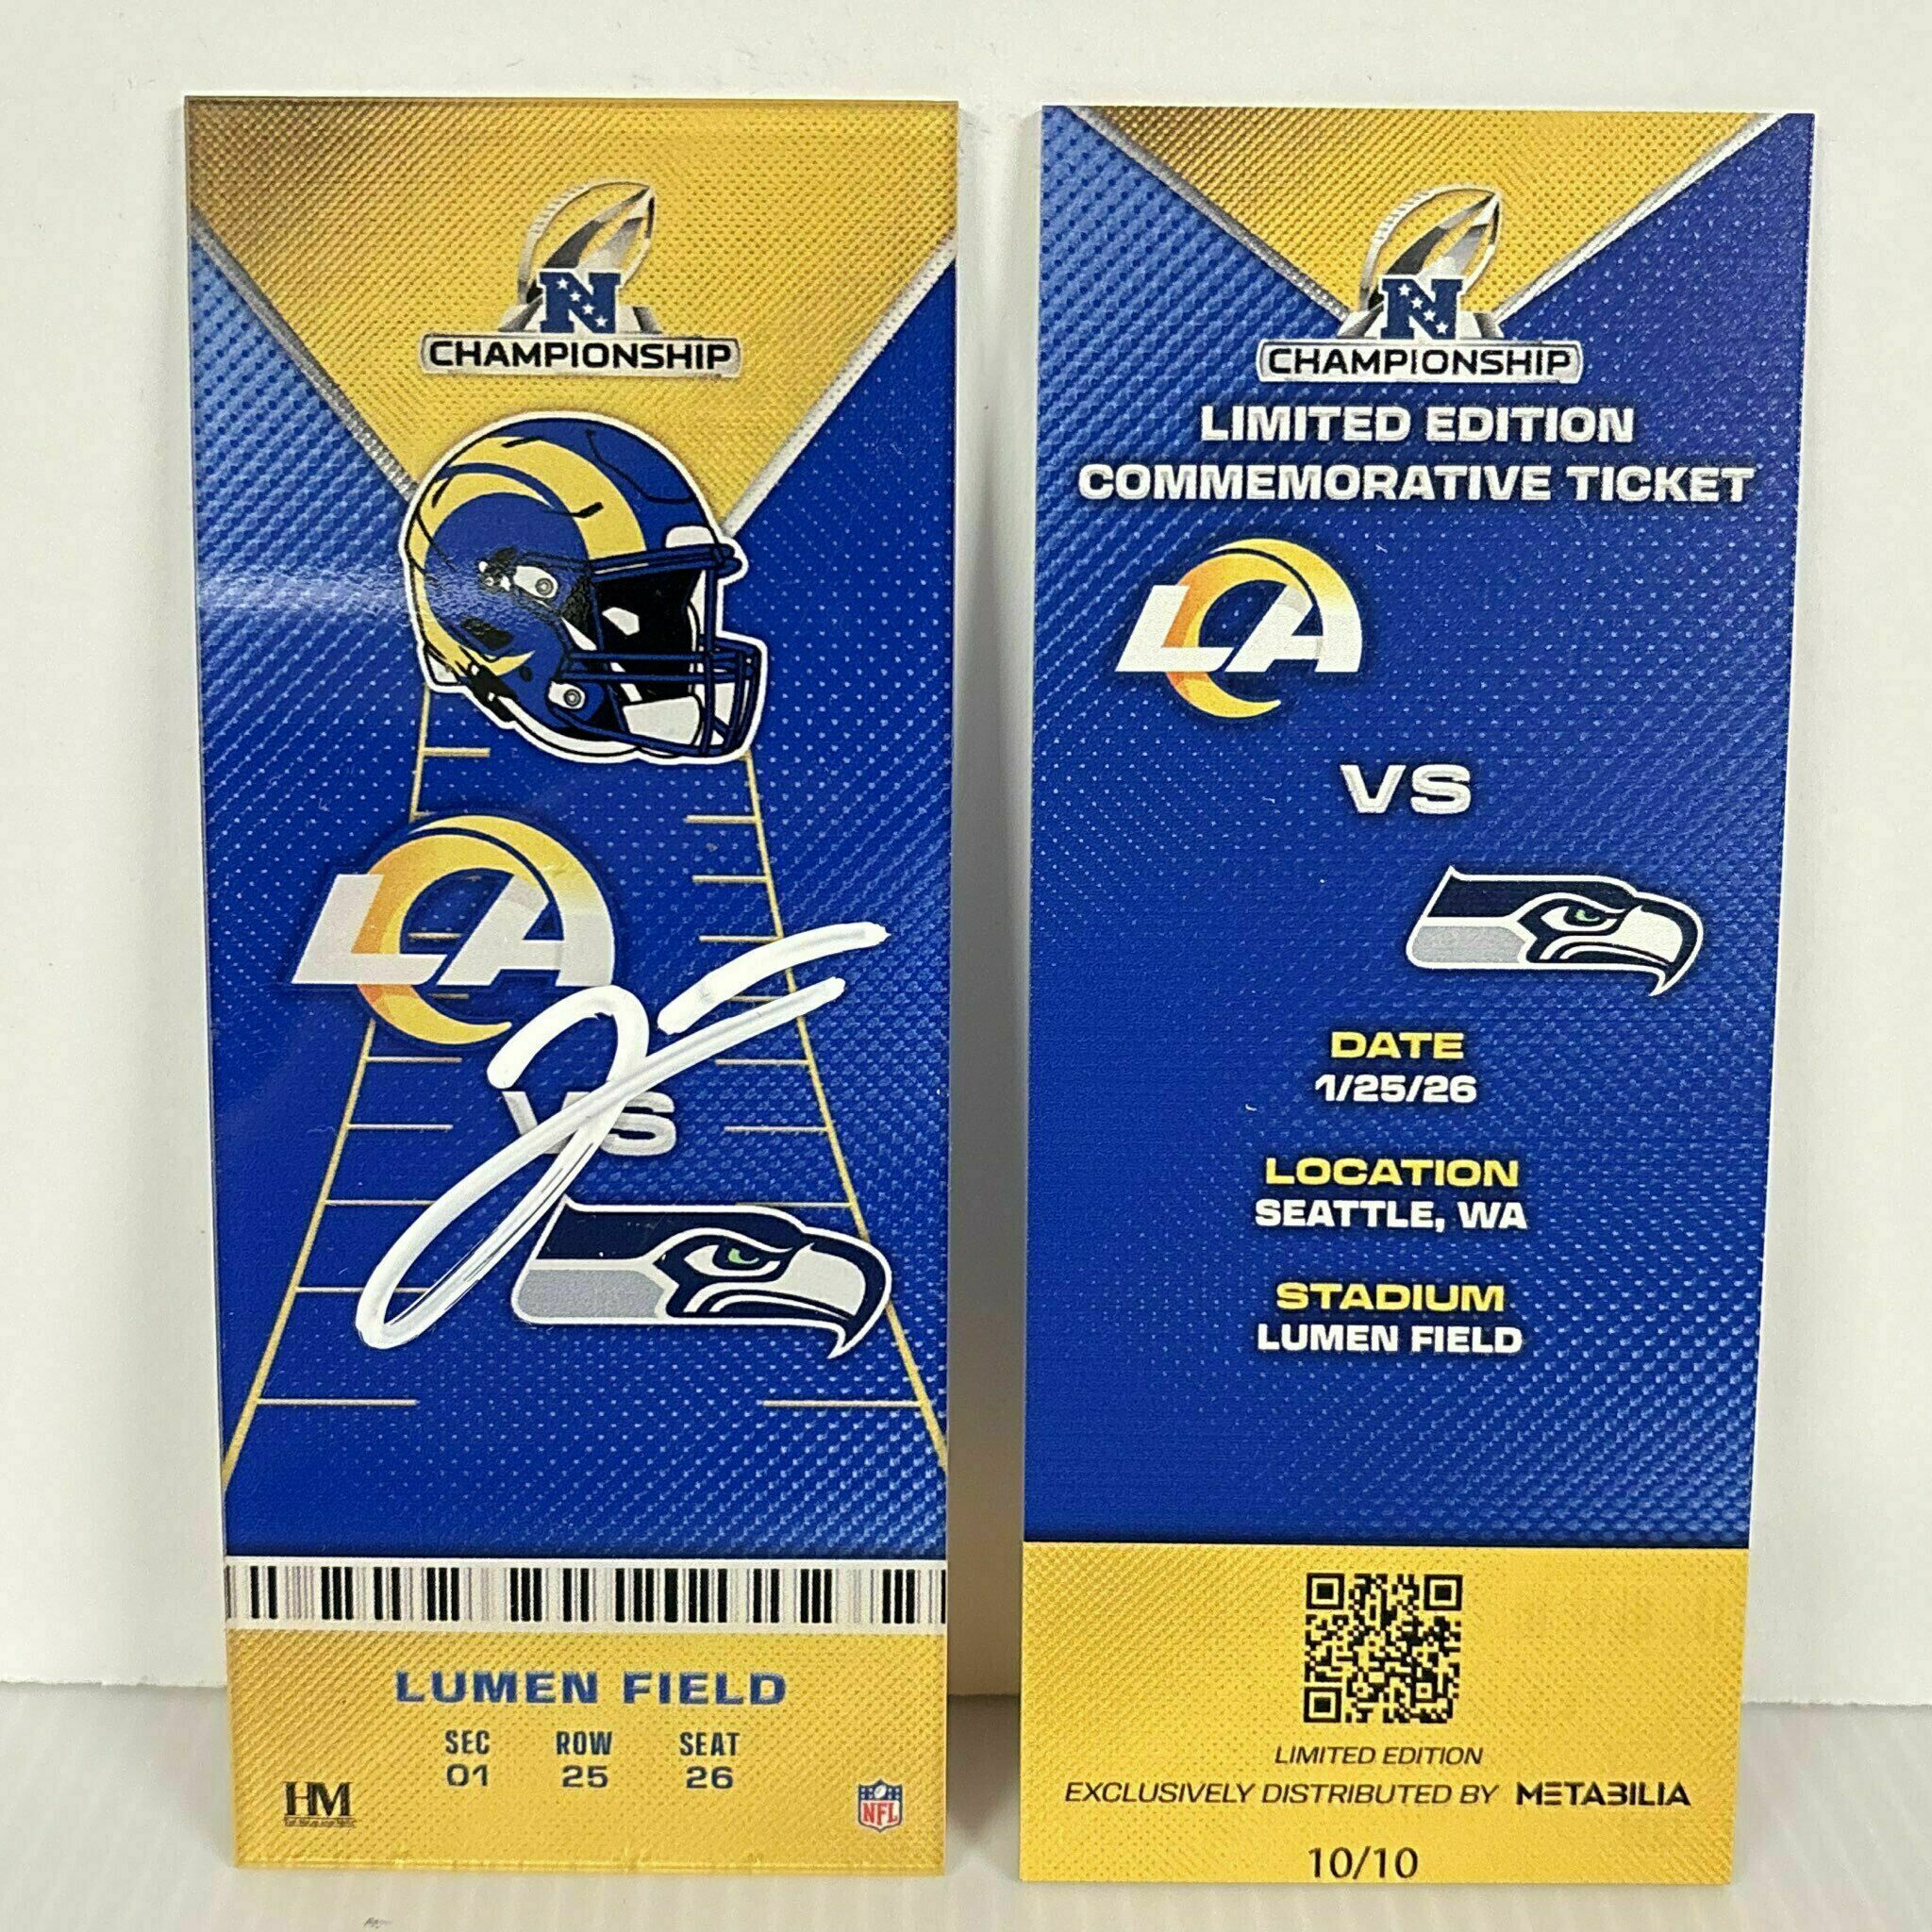 N
CHAMPIONSHIP
LA
VS
LUMEN FIELD
SEC ROW SEAT
01 25 26
HM
NFL
N
CHAMPIONSHIP
LIMITED EDITION
COMMEMORATIVE TICKET
LA
VS
DATE
1/25/26
LOCATION
SEATTLE, WA
STADIUM
LUMEN FIELD
LIMITED EDITION
EXCLUSIVELY DISTRIBUTED BY METABILIA
10/10